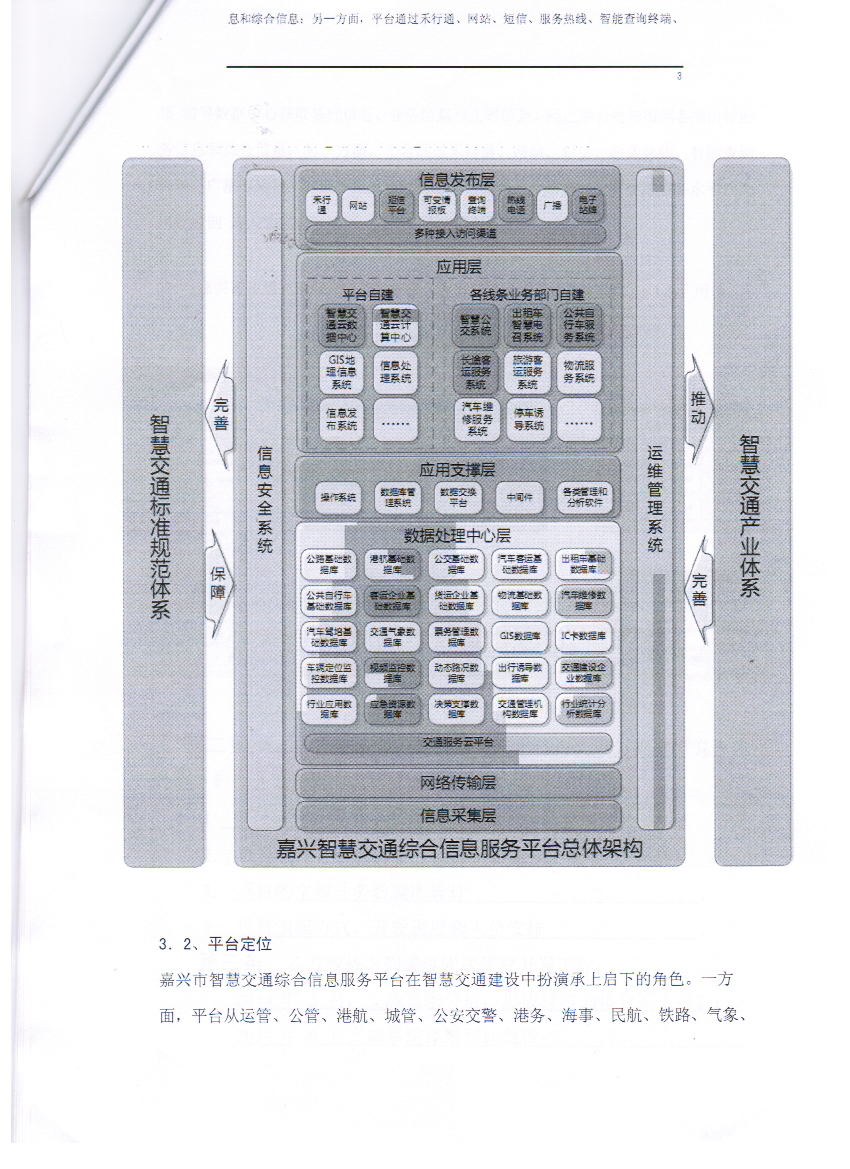 息和综合信息；另一方面，平台通过禾行通、网站、短信、服务热线、智能查询终端、
3
信息发布层
禾行通
网站
短信平台
可变情报板
查询终端
热线电话
广播
电子站牌
多种接入访问渠道
应用层
平台自建
各线条业务部门自建
智慧交通云数据中心
智慧交通云计算中心
智慧公交系统
出租车智慧电召系统
公共自行车服务系统
GIS地理信息系统
信息处理系统
长途客运服务系统
旅游客运服务系统
物流服务系统
信息发布系统
……
汽车维修服务系统
停车诱导系统
……
应用支撑层
操作系统
数据库管理系统
数据交换平台
中间件
各类管理和分析软件
数据处理中心层
公路基础数据库
港航基础数据库
公交基础数据库
汽车客运基础数据库
出租车基础数据库
公共自行车基础数据库
客运企业基础数据库
货运企业基础数据库
物流基础数据库
汽车维修数据库
汽车驾培基础数据库
交通气象数据库
票务管理数据库
GIS数据库
IC卡数据库
车辆定位监控数据库
视频监控数据库
动态路况数据库
出行诱导数据库
交通建设企业数据库
行业应用数据库
应急资源数据库
决策支撑数据库
交通管理机构数据库
行业统计分析数据库
交通服务云平台
网络传输层
信息采集层
智慧交通标准规范体系
完善
保障
信息安全系统
运维管理系统
推动
完善
智慧交通产业体系
嘉兴智慧交通综合信息服务平台总体架构
3．2、平台定位
嘉兴市智慧交通综合信息服务平台在智慧交通建设中扮演承上启下的角色。一方
面，平台从运管、公管、港航、城管、公安交警、港务、海事、民航、铁路、气象、